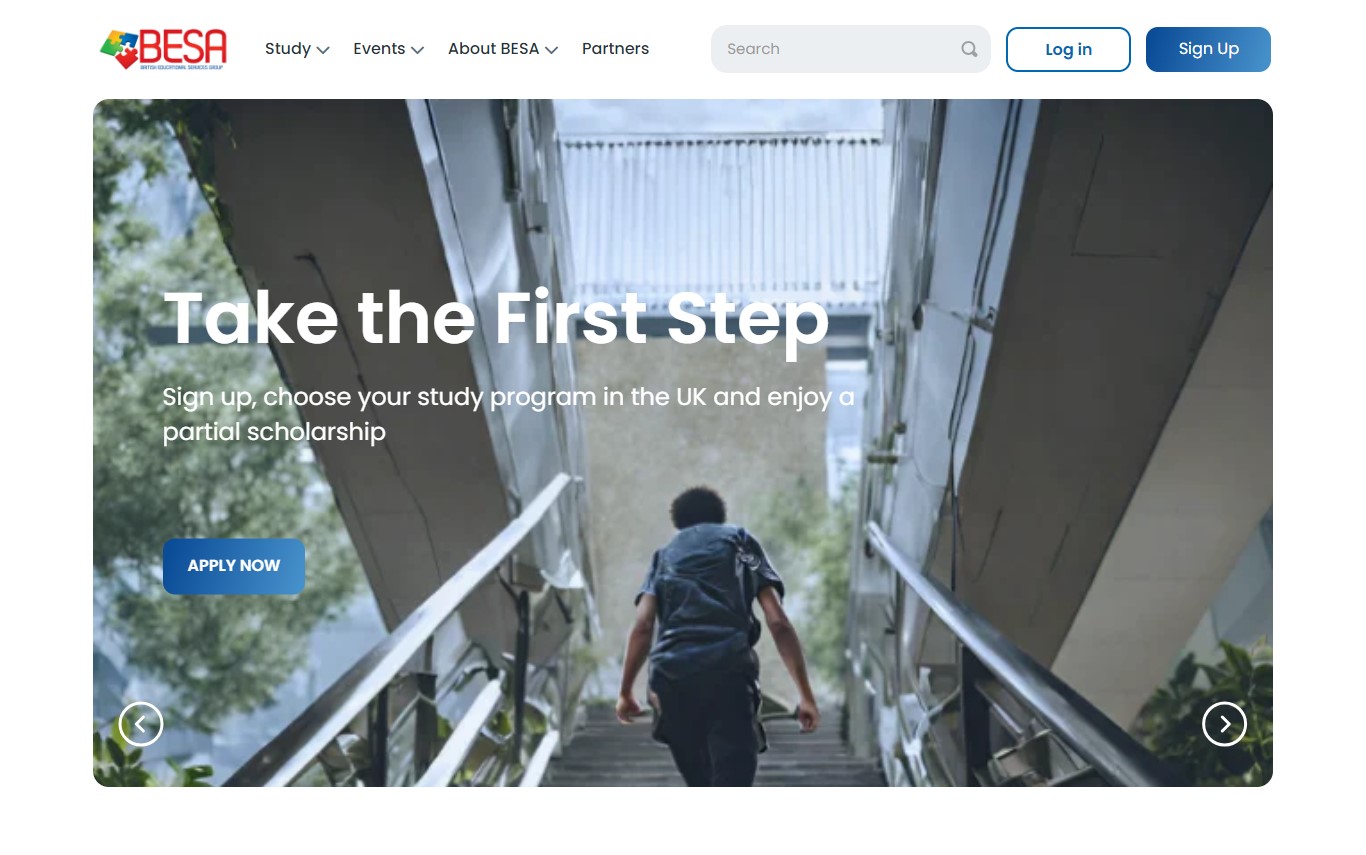 BESA
BRITISH EDUCATIONAL SERVICES GROUP
Study
Events
About BESA
Partners
Search
Log in
Sign Up
Take the First Step
Sign up, choose your study program in the UK and enjoy a
partial scholarship
APPLY NOW